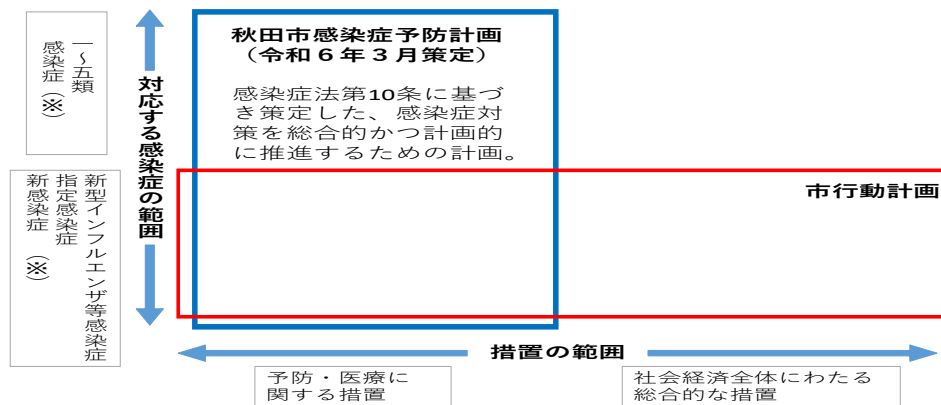 秋田市感染症予防計画
（令和６年３月策定）
感染症法第10条に基づ
き策定した、感染症対
策を総合的かつ計画的
に推進するための計画。
一～五類
感染症（※）
対応する感染症の範囲
市行動計画
新型インフルエンザ等感染症
指定感染症
新感染症　（※）
措置の範囲
予防・医療に
関する措置
社会経済全体にわたる
総合的な措置